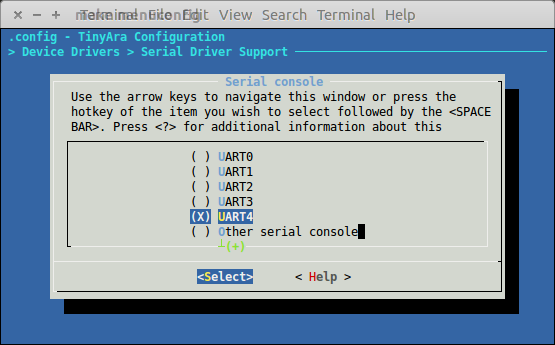 Terminal File Edit View Search Terminal Help
.config - TinyAra Configuration
> Device Drivers > Serial Driver Support
Serial console
Use the arrow keys to navigate this window or press the
hotkey of the item you wish to select followed by the <SPACE
BAR>. Press <?> for additional information about this
( ) UART0
( ) UART1
( ) UART2
( ) UART3
(X) UART4
( ) Other serial console
(+)
<Select> < Help >